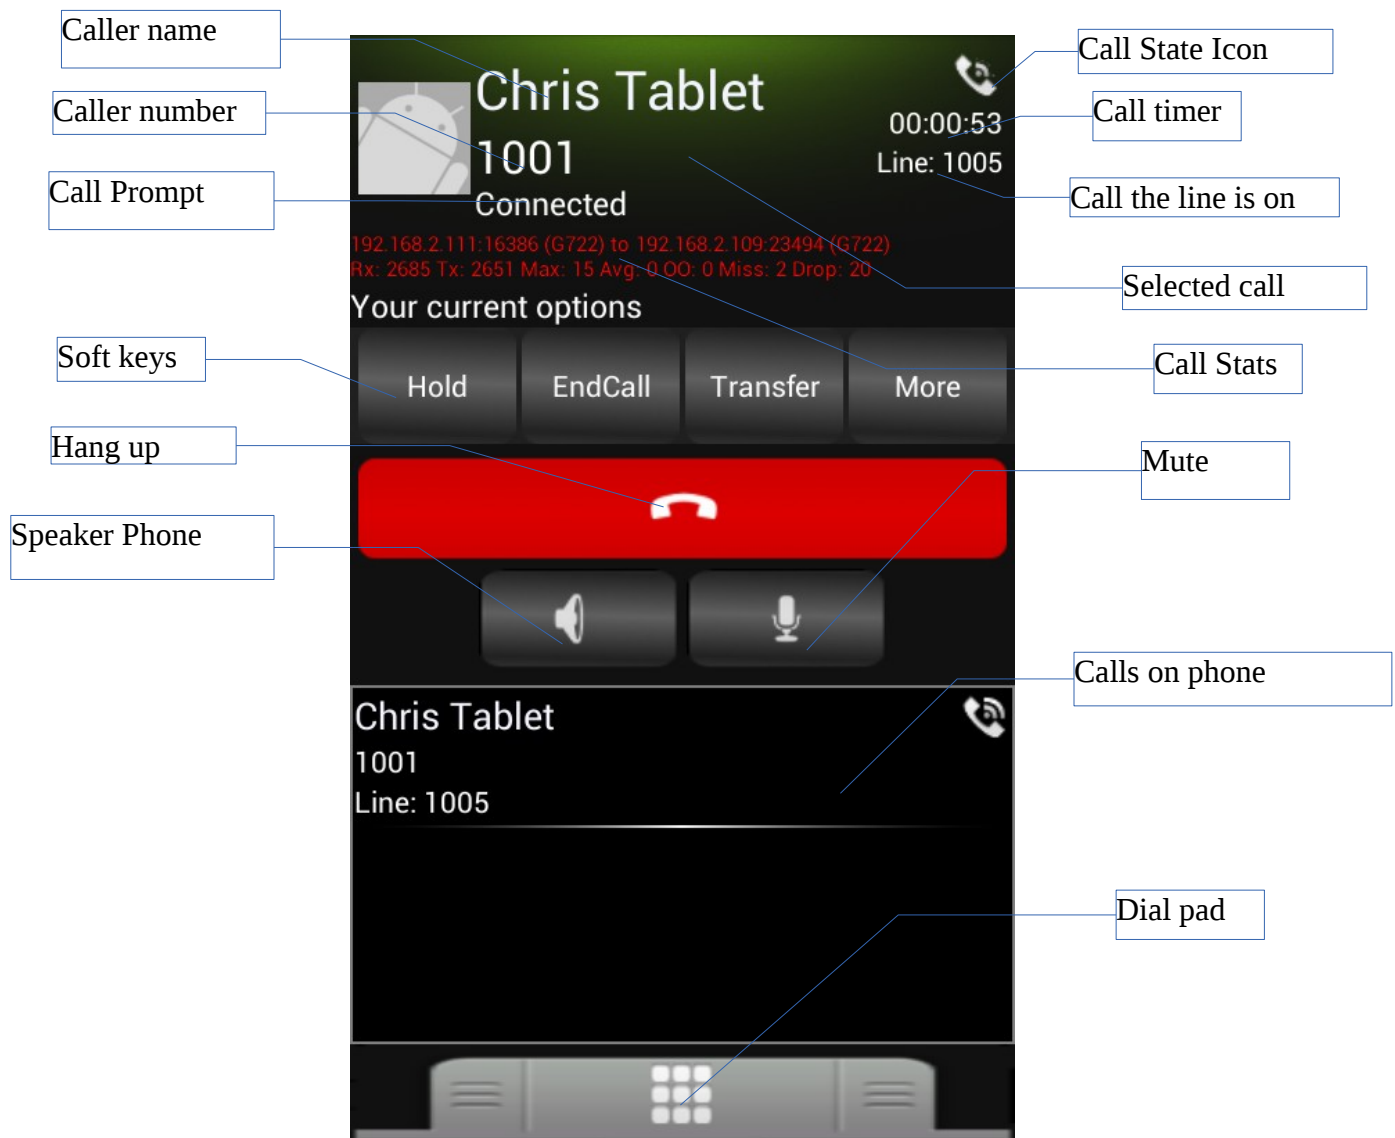 Caller name
Caller number
Call Prompt
Soft keys
Hang up
Speaker Phone
Chris Tablet
1001
Connected
00:00:53
Line: 1005
192.168.2.111:16386 (G722) to 192.168.2.109:23494 (G722)
Rx: 2685 Tx: 2651 Max: 15 Avg: 0 OO: 0 Miss: 2 Drop: 20
Your current options
Hold EndCall Transfer More
Chris Tablet
1001
Line: 1005
Call State Icon
Call timer
Call the line is on
Selected call
Call Stats
Mute
Calls on phone
Dial pad